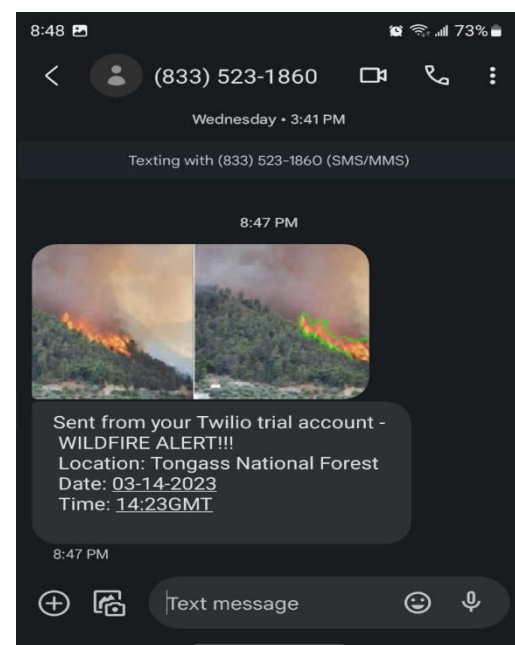 8:48 73%
(833) 523-1860
Wednesday • 3:41 PM
Texting with (833) 523-1860 (SMS/MMS)
8:47 PM
Sent from your Twilio trial account -
WILDFIRE ALERT!!!
Location: Tongass National Forest
Date: 03-14-2023
Time: 14:23GMT
8:47 PM
Text message